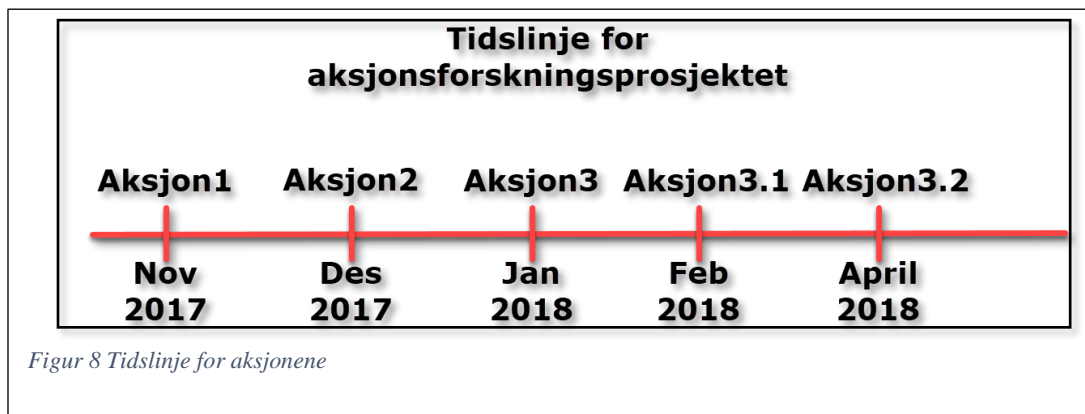 Tidslinje for
aksjonsforskningsprosjektet
Aksjon1 Aksjon2 Aksjon3 Aksjon3.1 Aksjon3.2
Nov Des Jan Feb April
2017 2017 2018 2018 2018
Figur 8 Tidslinje for aksjonene